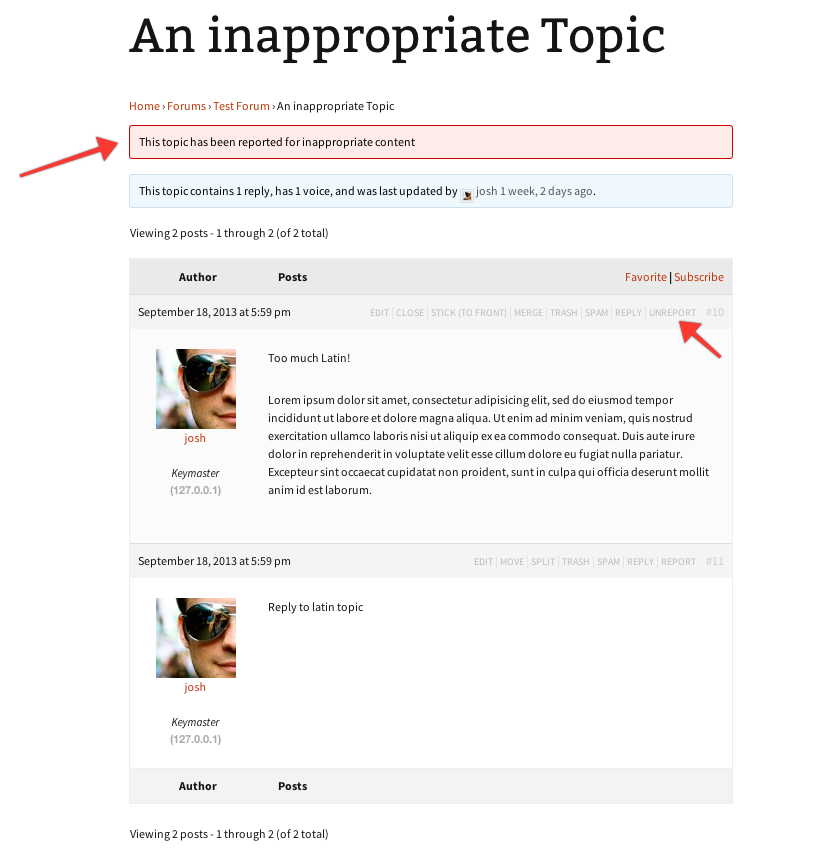 An inappropriate Topic
Home › Forums › Test Forum › An inappropriate Topic
This topic has been reported for inappropriate content
This topic contains 1 reply, has 1 voice, and was last updated by josh 1 week, 2 days ago.
Viewing 2 posts - 1 through 2 (of 2 total)
Author Posts Favorite | Subscribe
September 18, 2013 at 5:59 pm EDIT | CLOSE | STICK (TO FRONT) | MERGE | TRASH | SPAM | REPLY | UNREPORT #10
Too much Latin!
Lorem ipsum dolor sit amet, consectetur adipisicing elit, sed do eiusmod tempor
incididunt ut labore et dolore magna aliqua. Ut enim ad minim veniam, quis nostrud
exercitation ullamco laboris nisi ut aliquip ex ea commodo consequat. Duis aute irure
dolor in reprehenderit in voluptate velit esse cillum dolore eu fugiat nulla pariatur.
Excepteur sint occaecat cupidatat non proident, sunt in culpa qui officia deserunt mollit
anim id est laborum.
josh
Keymaster
(127.0.0.1)
September 18, 2013 at 5:59 pm EDIT | MOVE | SPLIT | TRASH | SPAM | REPLY | REPORT #11
Reply to latin topic
josh
Keymaster
(127.0.0.1)
Author Posts
Viewing 2 posts - 1 through 2 (of 2 total)